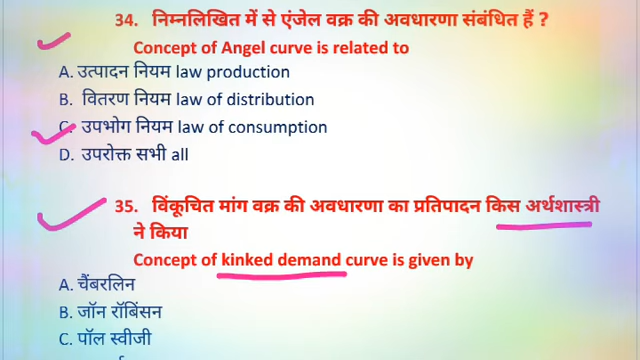 34. निम्नलिखित में से एंजेल वक्र की अवधारणा संबंधित हैं ?
Concept of Angel curve is related to
A. उत्पादन नियम law production
B. वितरण नियम law of distribution
C. उपभोग नियम law of consumption
D. उपरोक्त सभी all
35. विंकूचित मांग वक्र की अवधारणा का प्रतिपादन किस अर्थशास्त्री
ने किया
Concept of kinked demand curve is given by
A. चैंबरलिन
B. जॉन रॉबिंसन
C. पॉल स्वीजी